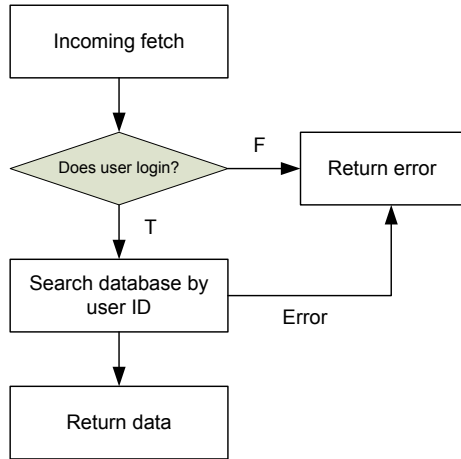 Incoming fetch
Does user login?
F
Return error
T
Search database by
user ID
Error
Return data